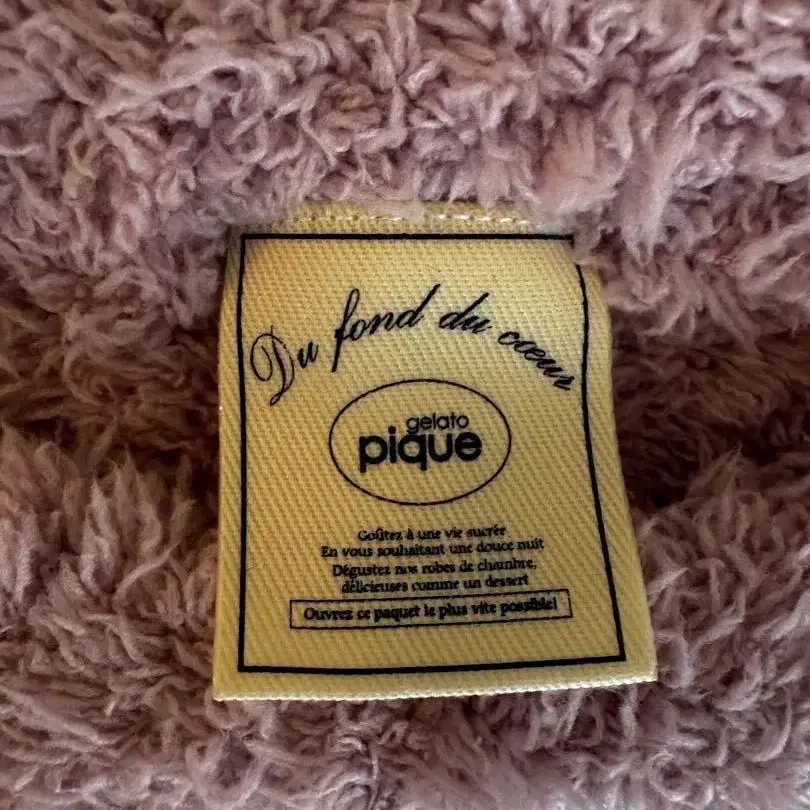 Du fond du cœur
gelato
pique
Goûtez à une vie sucrée
En vous souhaitant une douce nuit
Dégustez nos robes de chambre,
délicieuses comme un dessert
Ouvrez ce paquet le plus vite possible!